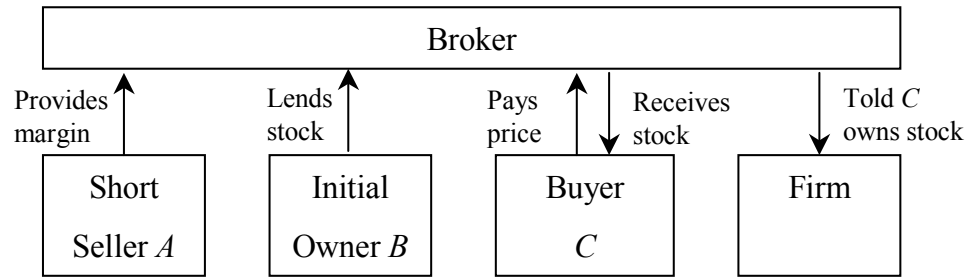 Broker
Provides
margin
Lends
stock
Pays
price
Receives
stock
Told C
owns stock
Short
Seller A
Initial
Owner B
Buyer
C
Firm